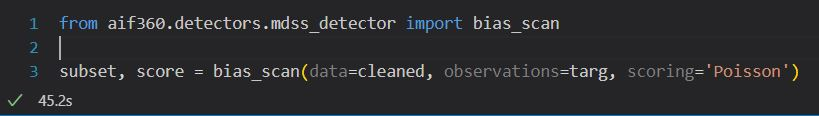 1 from aif360.detectors.mdss_detector import bias_scan
2
3 subset, score = bias_scan(data=cleaned, observations=targ, scoring='Poisson')
✓ 45.2s